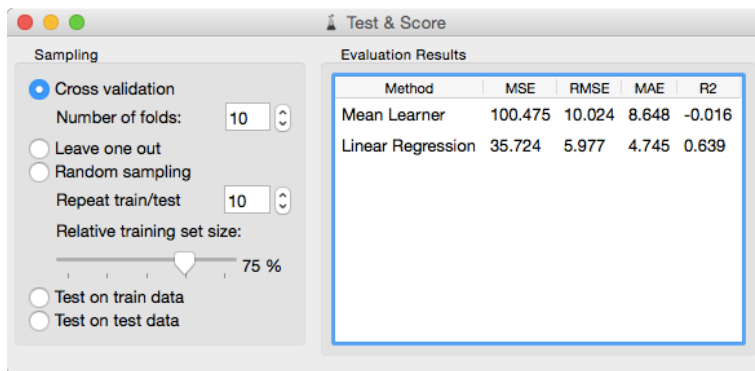 Test & Score
Sampling
Cross validation
Number of folds: 10
Leave one out
Random sampling
Repeat train/test 10
Relative training set size:
75 %
Test on train data
Test on test data
Evaluation Results
Method MSE RMSE MAE R2
Mean Learner 100.475 10.024 8.648 -0.016
Linear Regression 35.724 5.977 4.745 0.639